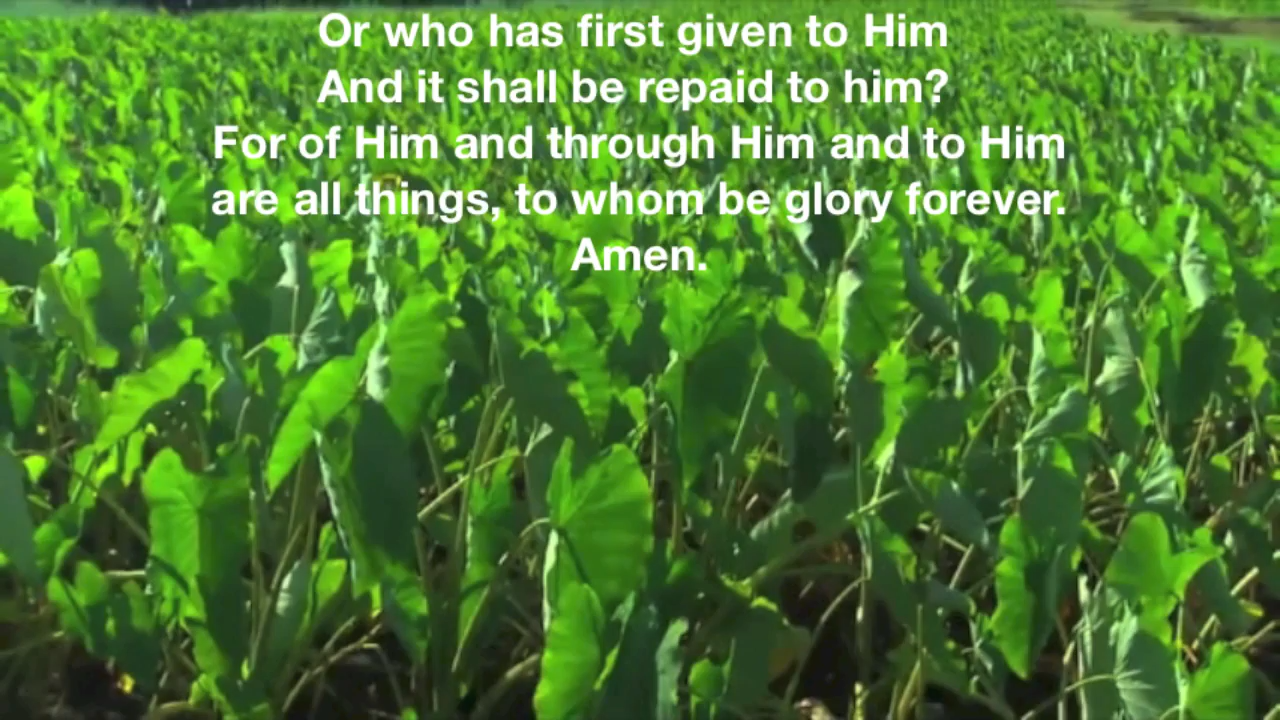 Or who has first given to Him
And it shall be repaid to him?
For of Him and through Him and to Him
are all things, to whom be glory forever.
Amen.